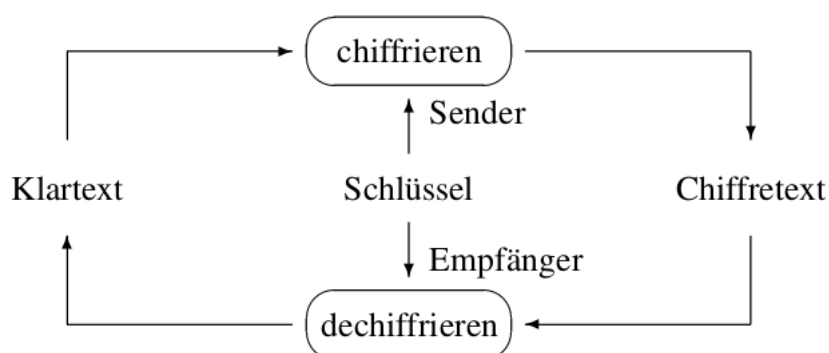 chiffrieren
Sender
Klartext
Schlüssel
Chiffretext
Empfänger
dechiffrieren